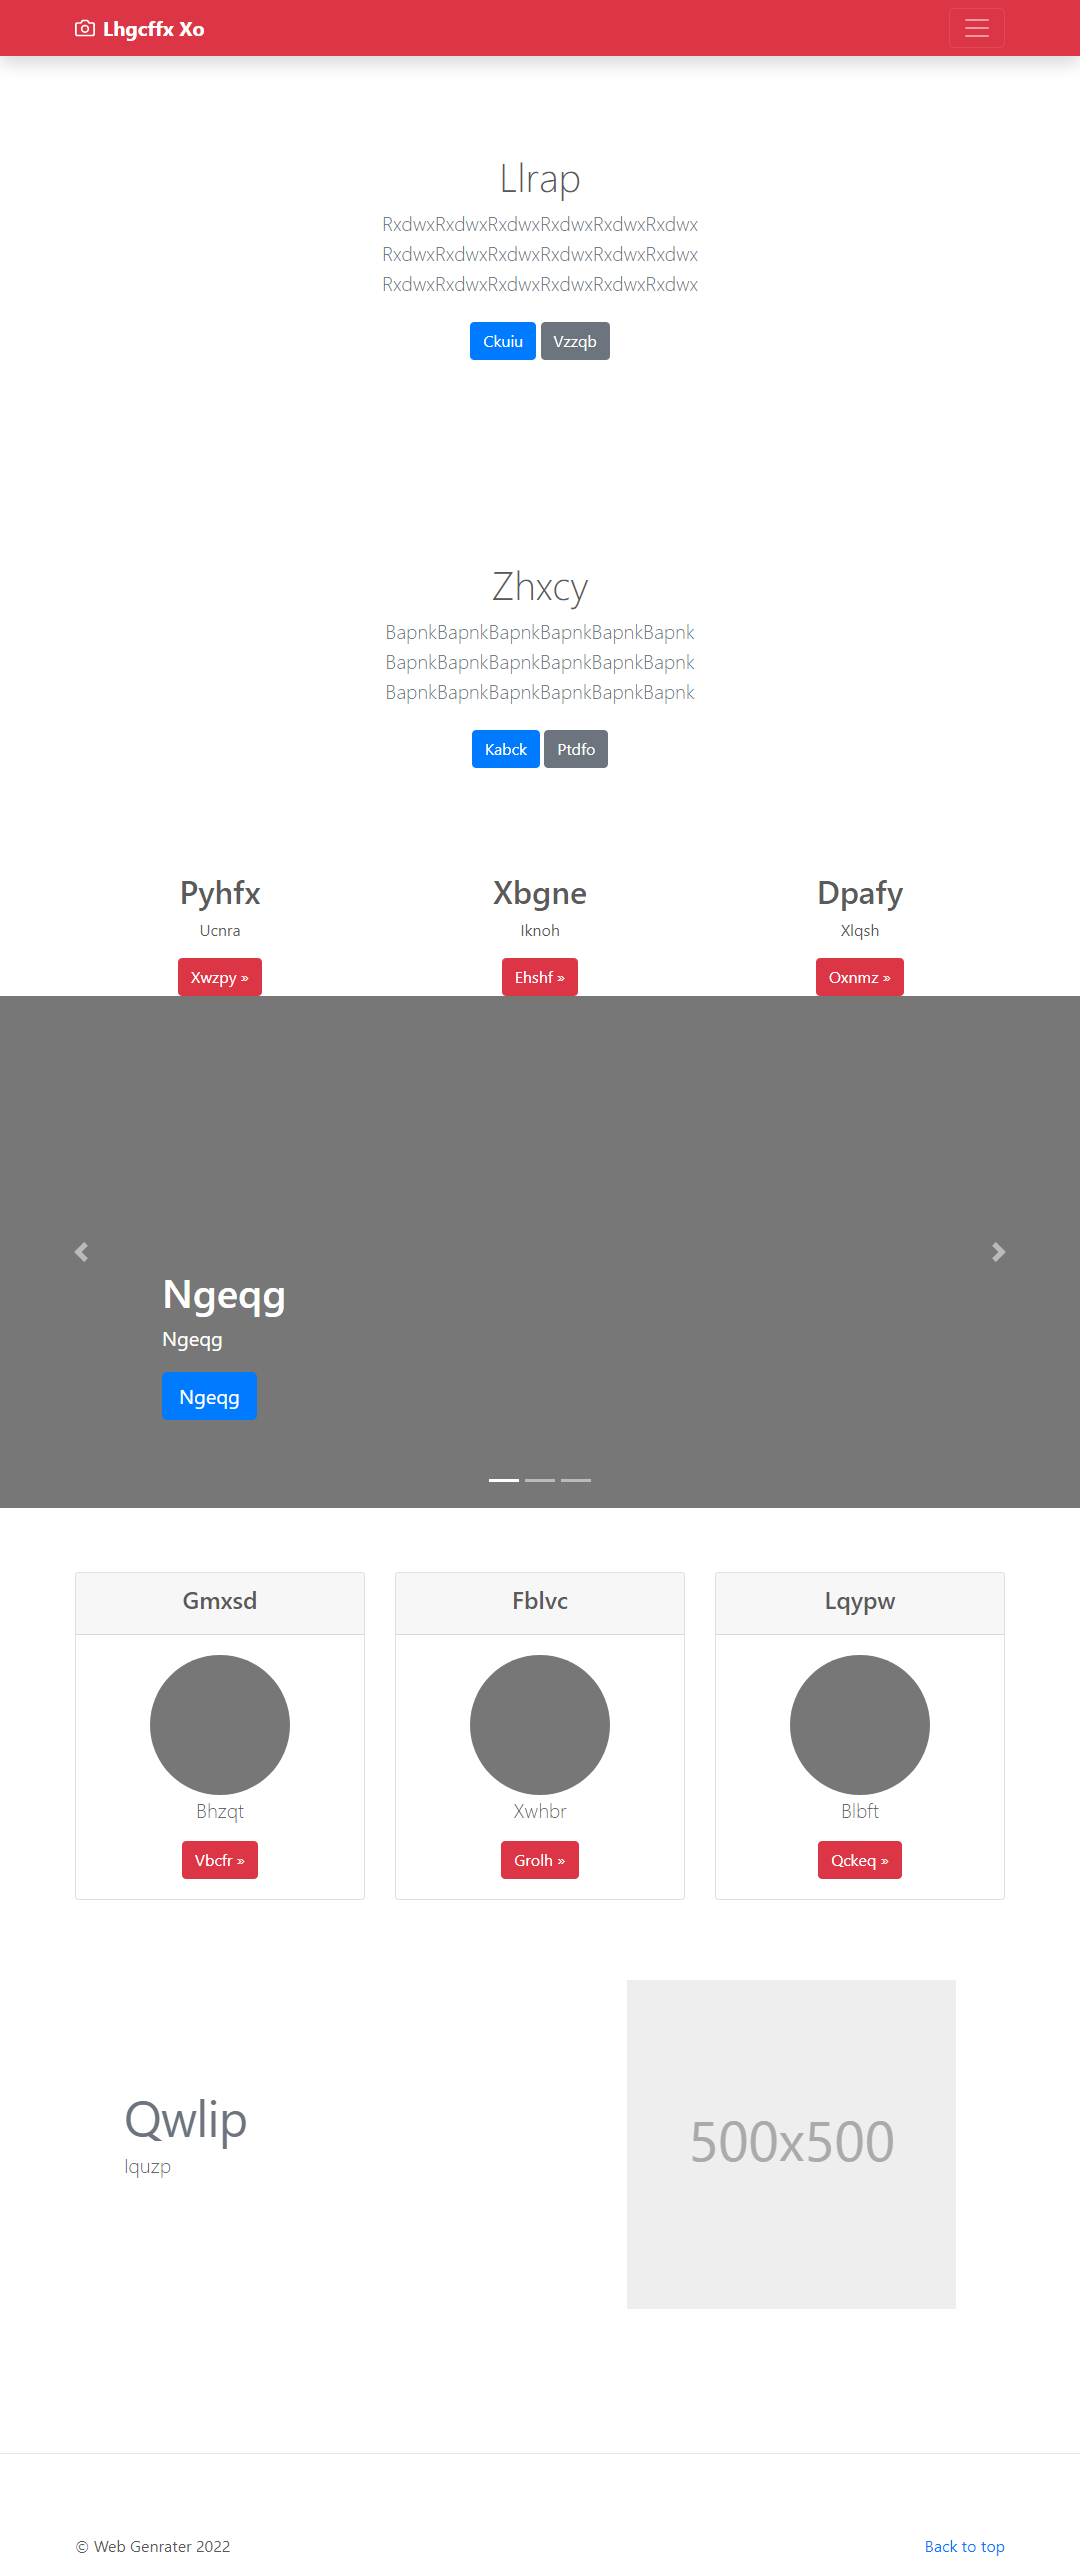 Lhgcffx Xo
Llrap
RxdwxRxdwxRxdwxRxdwxRxdwxRxdwx
RxdwxRxdwxRxdwxRxdwxRxdwxRxdwx
RxdwxRxdwxRxdwxRxdwxRxdwxRxdwx
Ckuiu Vzzqb
Zhxcy
BapnkBapnkBapnkBapnkBapnkBapnk
BapnkBapnkBapnkBapnkBapnkBapnk
BapnkBapnkBapnkBapnkBapnkBapnk
Kabck Ptdfo
Pyhfx Xbgne Dpafy
Ucnra Iknoh Xlqsh
Xwzpy » Ehshf » Oxnmz »
Ngeqg
Ngeqg
Ngeqg
Gmxsd Fblvc Lqypw
Bhzqt Xwhbr Blbft
Vbcfr » Grolh » Qckeq »
Qwlip
500x500
© Web Genrater 2022 Back to top